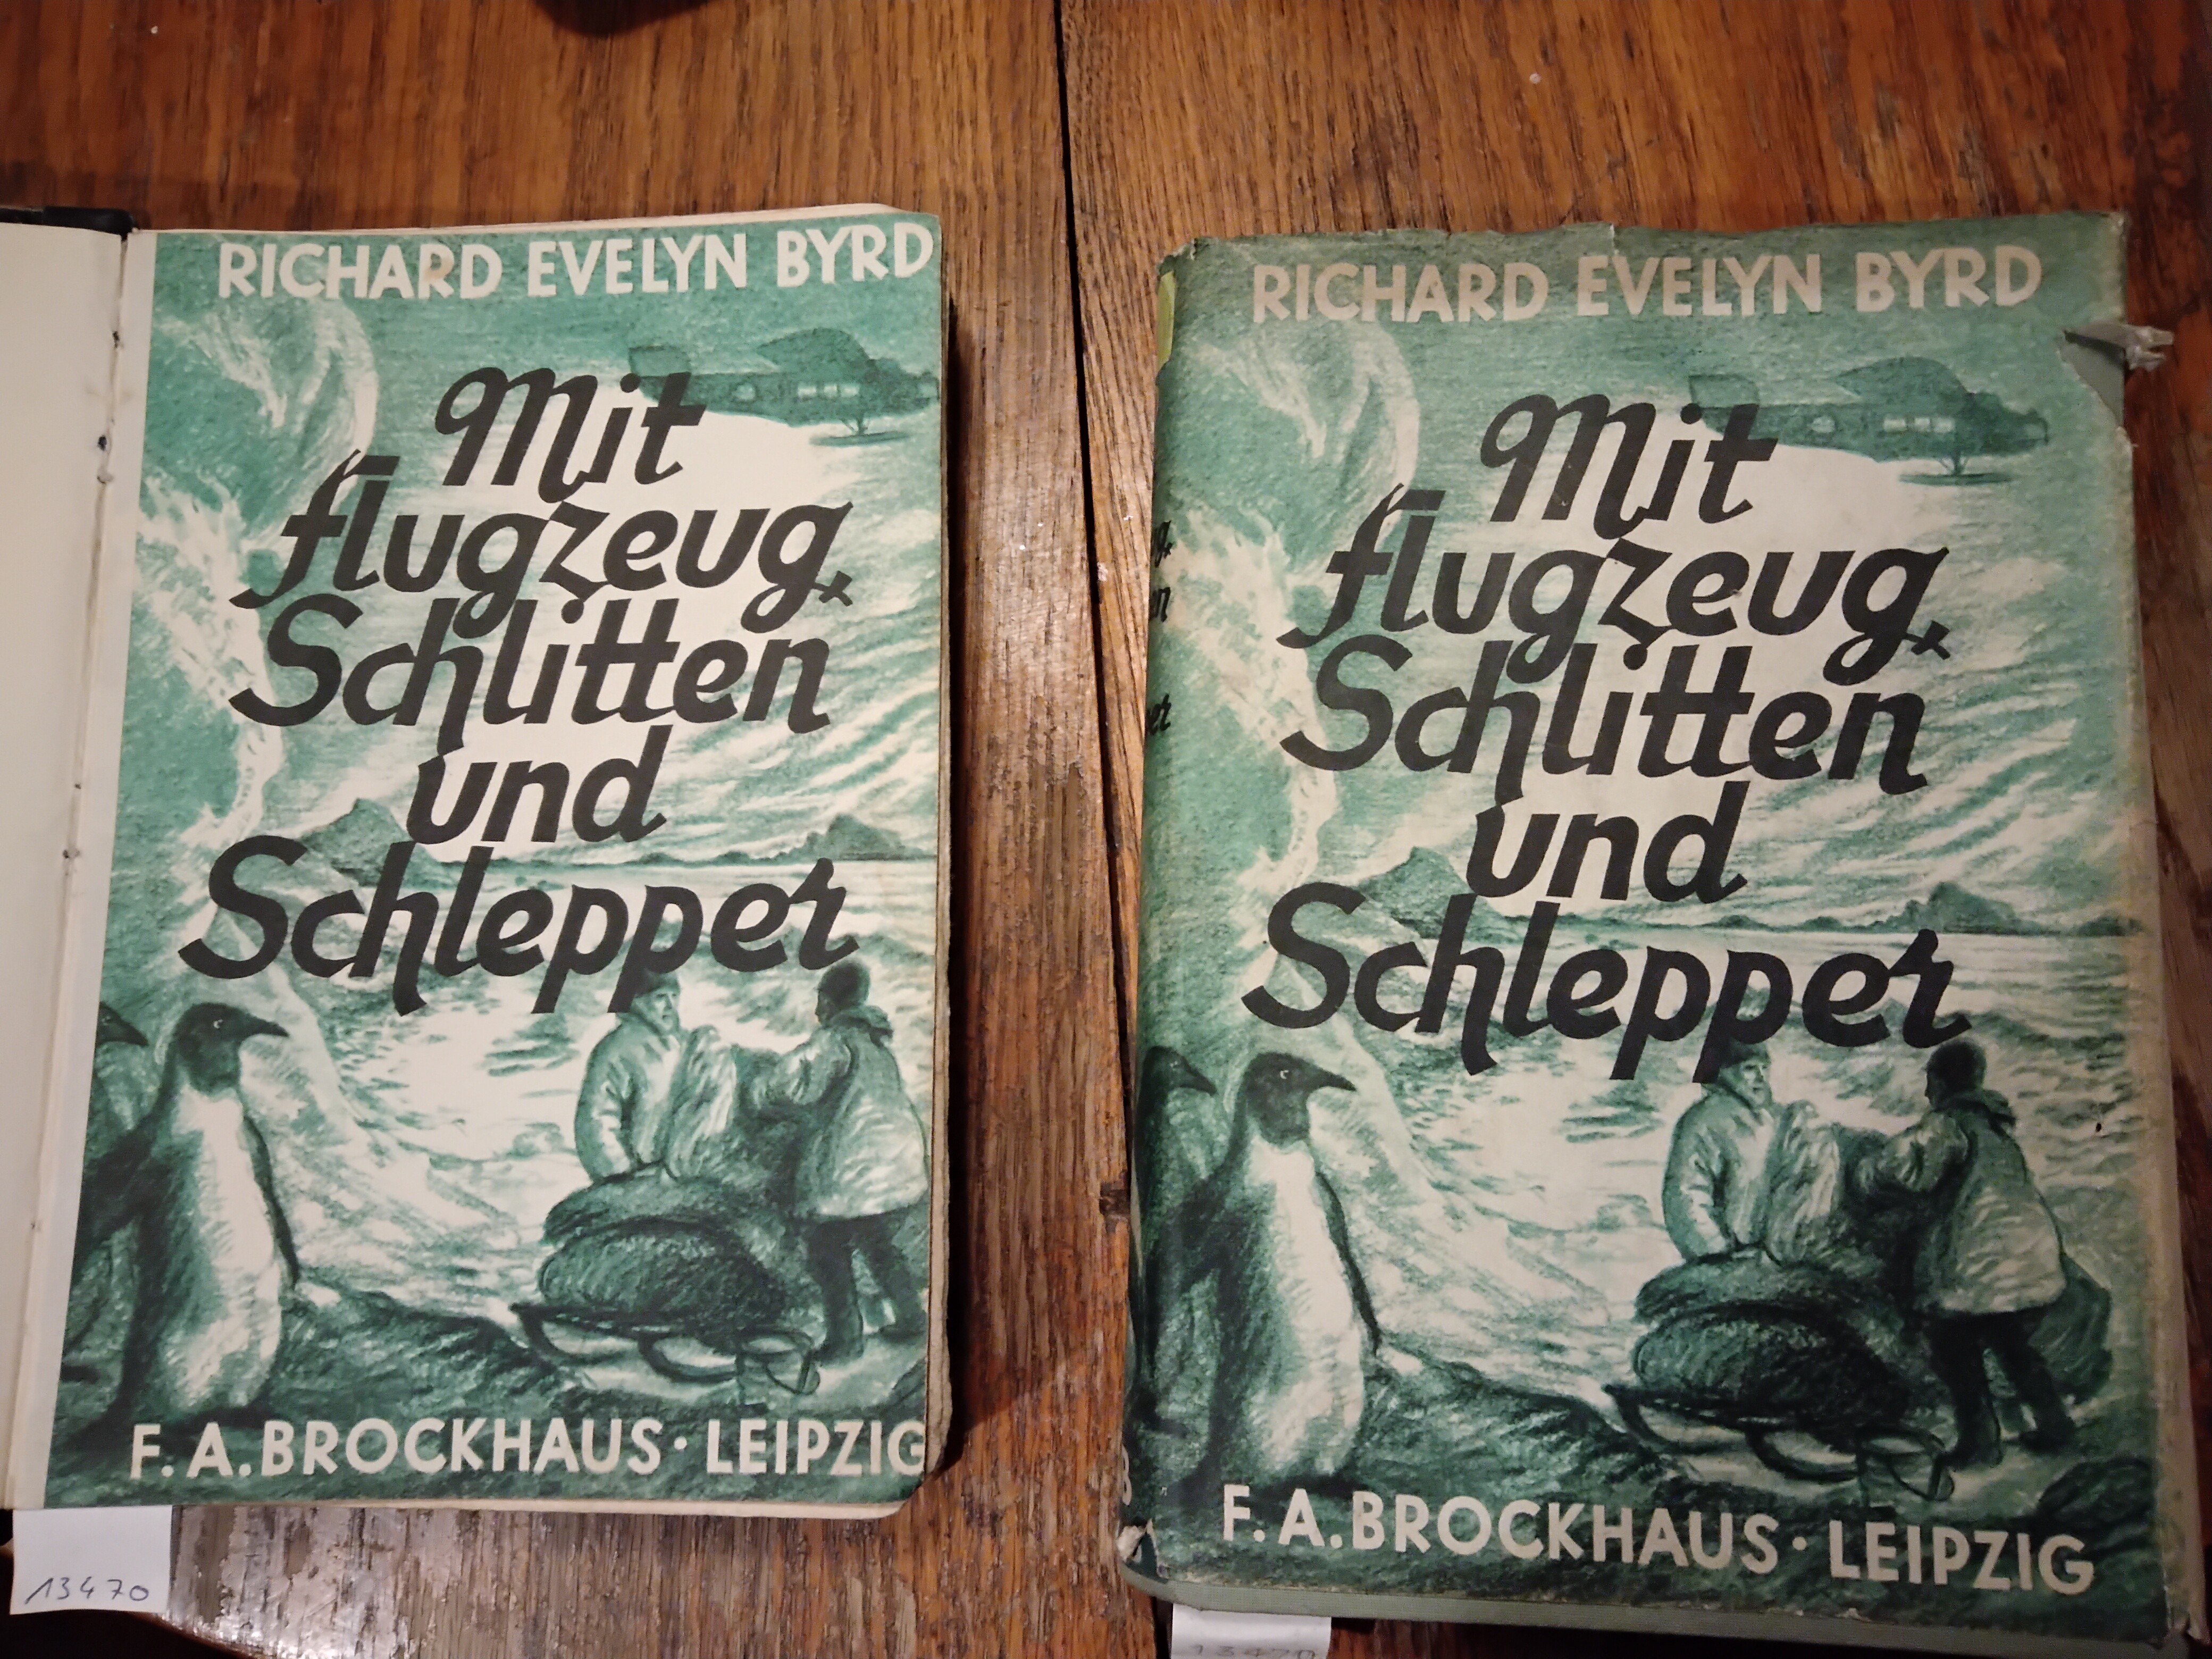 RICHARD EVELYN BYRD
Mit
Flugzeug,
Schlitten
und
Schlepper
F. A. BROCKHAUS · LEIPZIG
13470
RICHARD EVELYN BYRD
Mit
Flugzeug,
Schlitten
und
Schlepper
F. A. BROCKHAUS · LEIPZIG